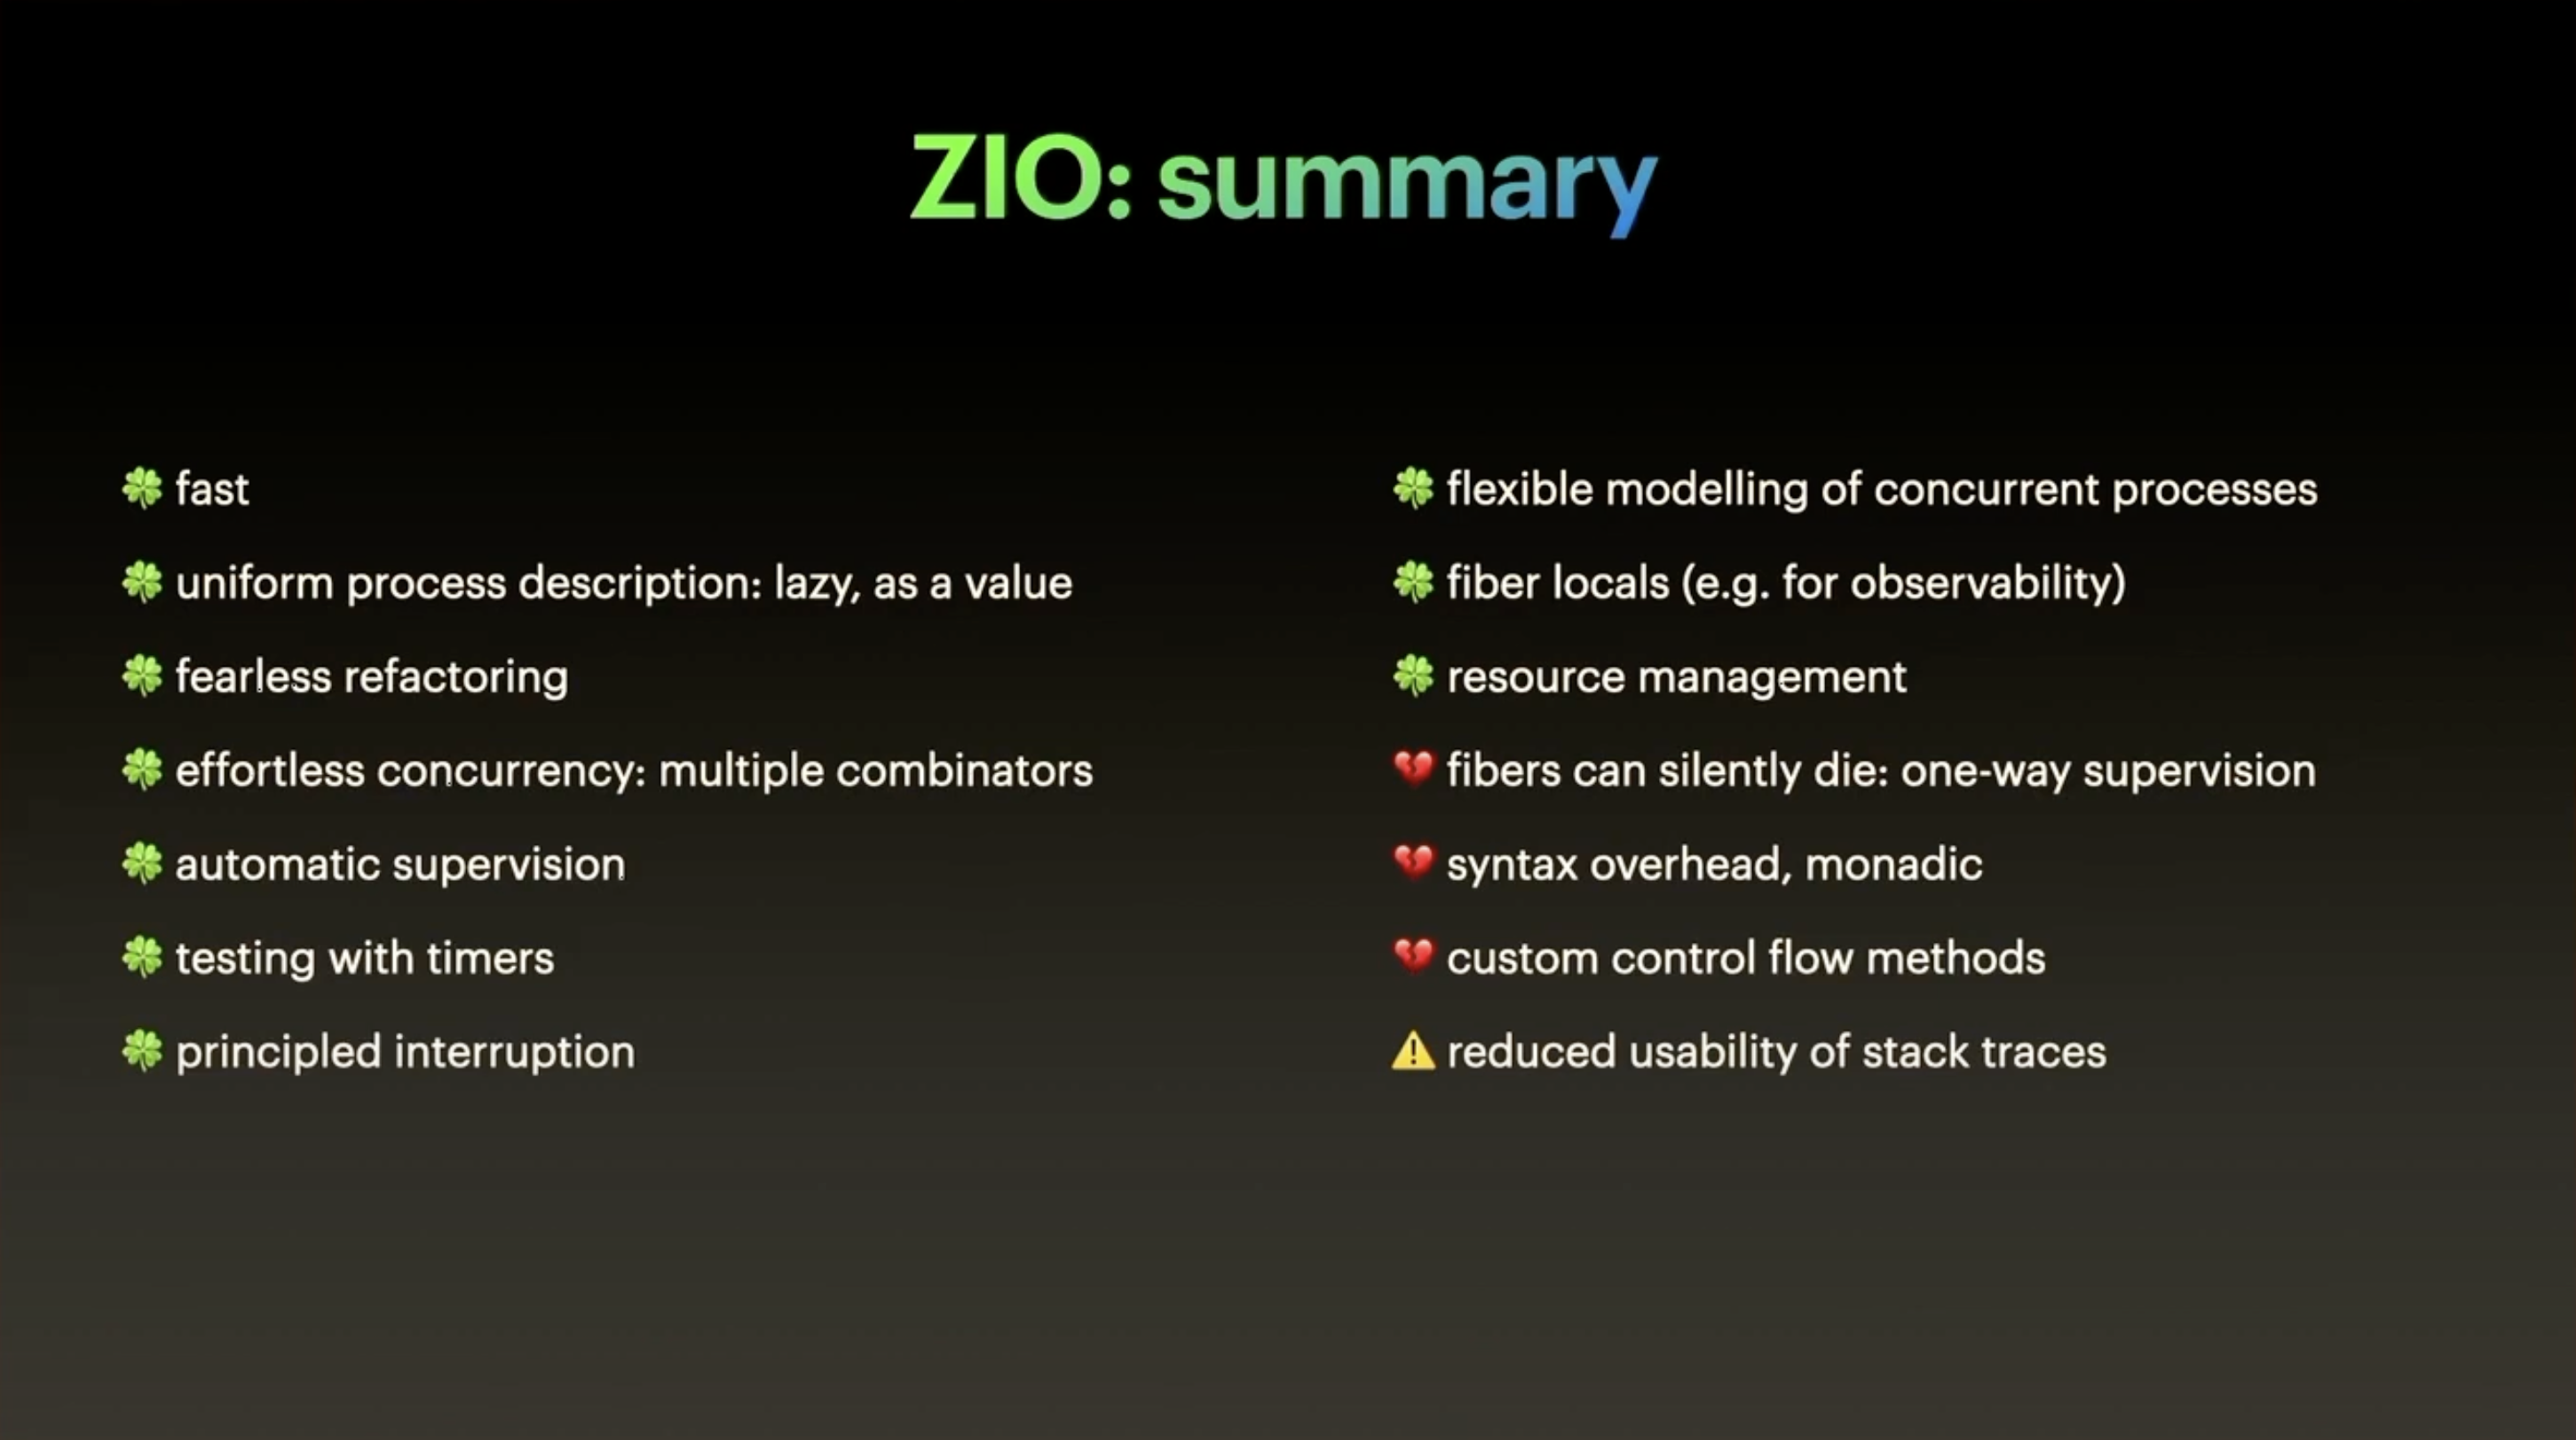 ZIO: summary
🍀 fast
🍀 uniform process description: lazy, as a value
🍀 fearless refactoring
🍀 effortless concurrency: multiple combinators
🍀 automatic supervision
🍀 testing with timers
🍀 principled interruption
🍀 flexible modelling of concurrent processes
🍀 fiber locals (e.g. for observability)
🍀 resource management
💔 fibers can silently die: one-way supervision
💔 syntax overhead, monadic
💔 custom control flow methods
⚠️ reduced usability of stack traces